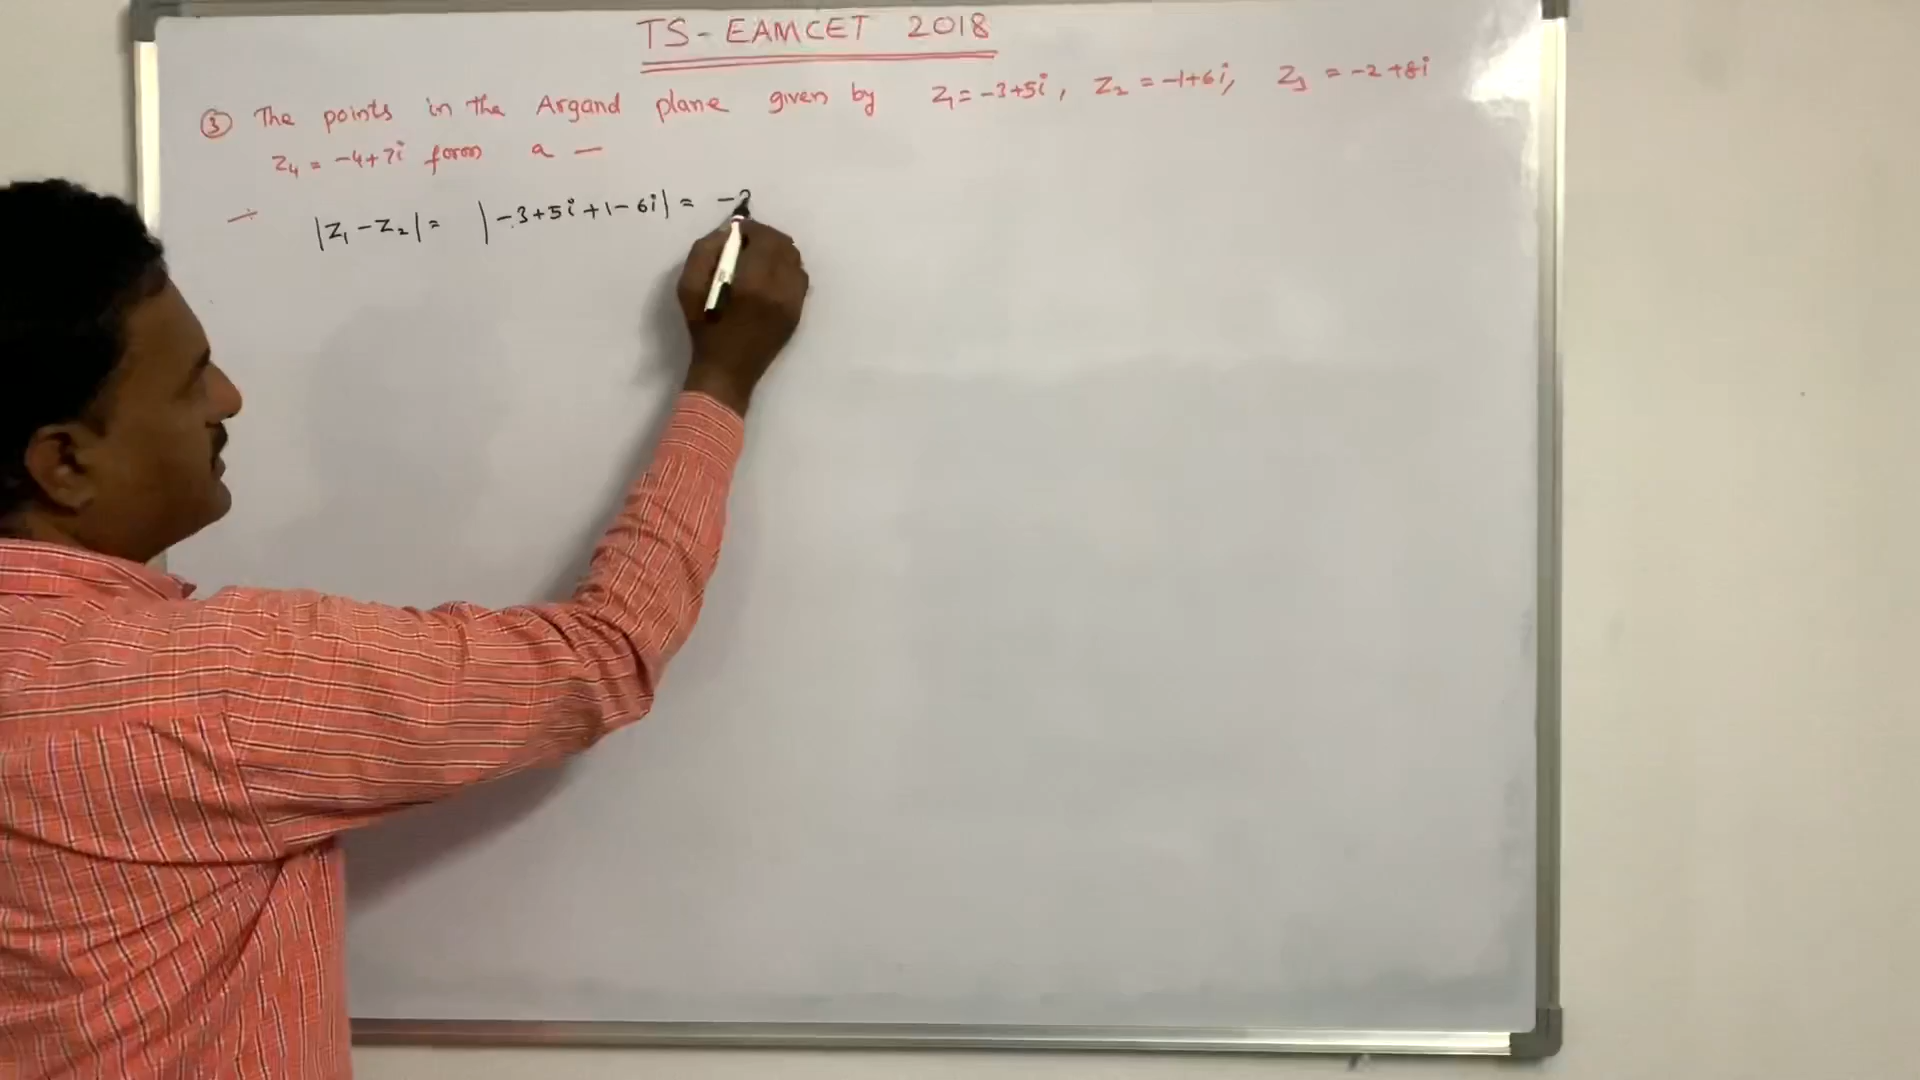 TS-EAMCET 2018
③ The points in the Argand plane given by Z₁ = -3+5i, Z₂ = -1+6i, Z₃ = -2+8i
Z₄ = -4+7i form a —
|Z₁ - Z₂| = |-3+5i+1-6i| = -2